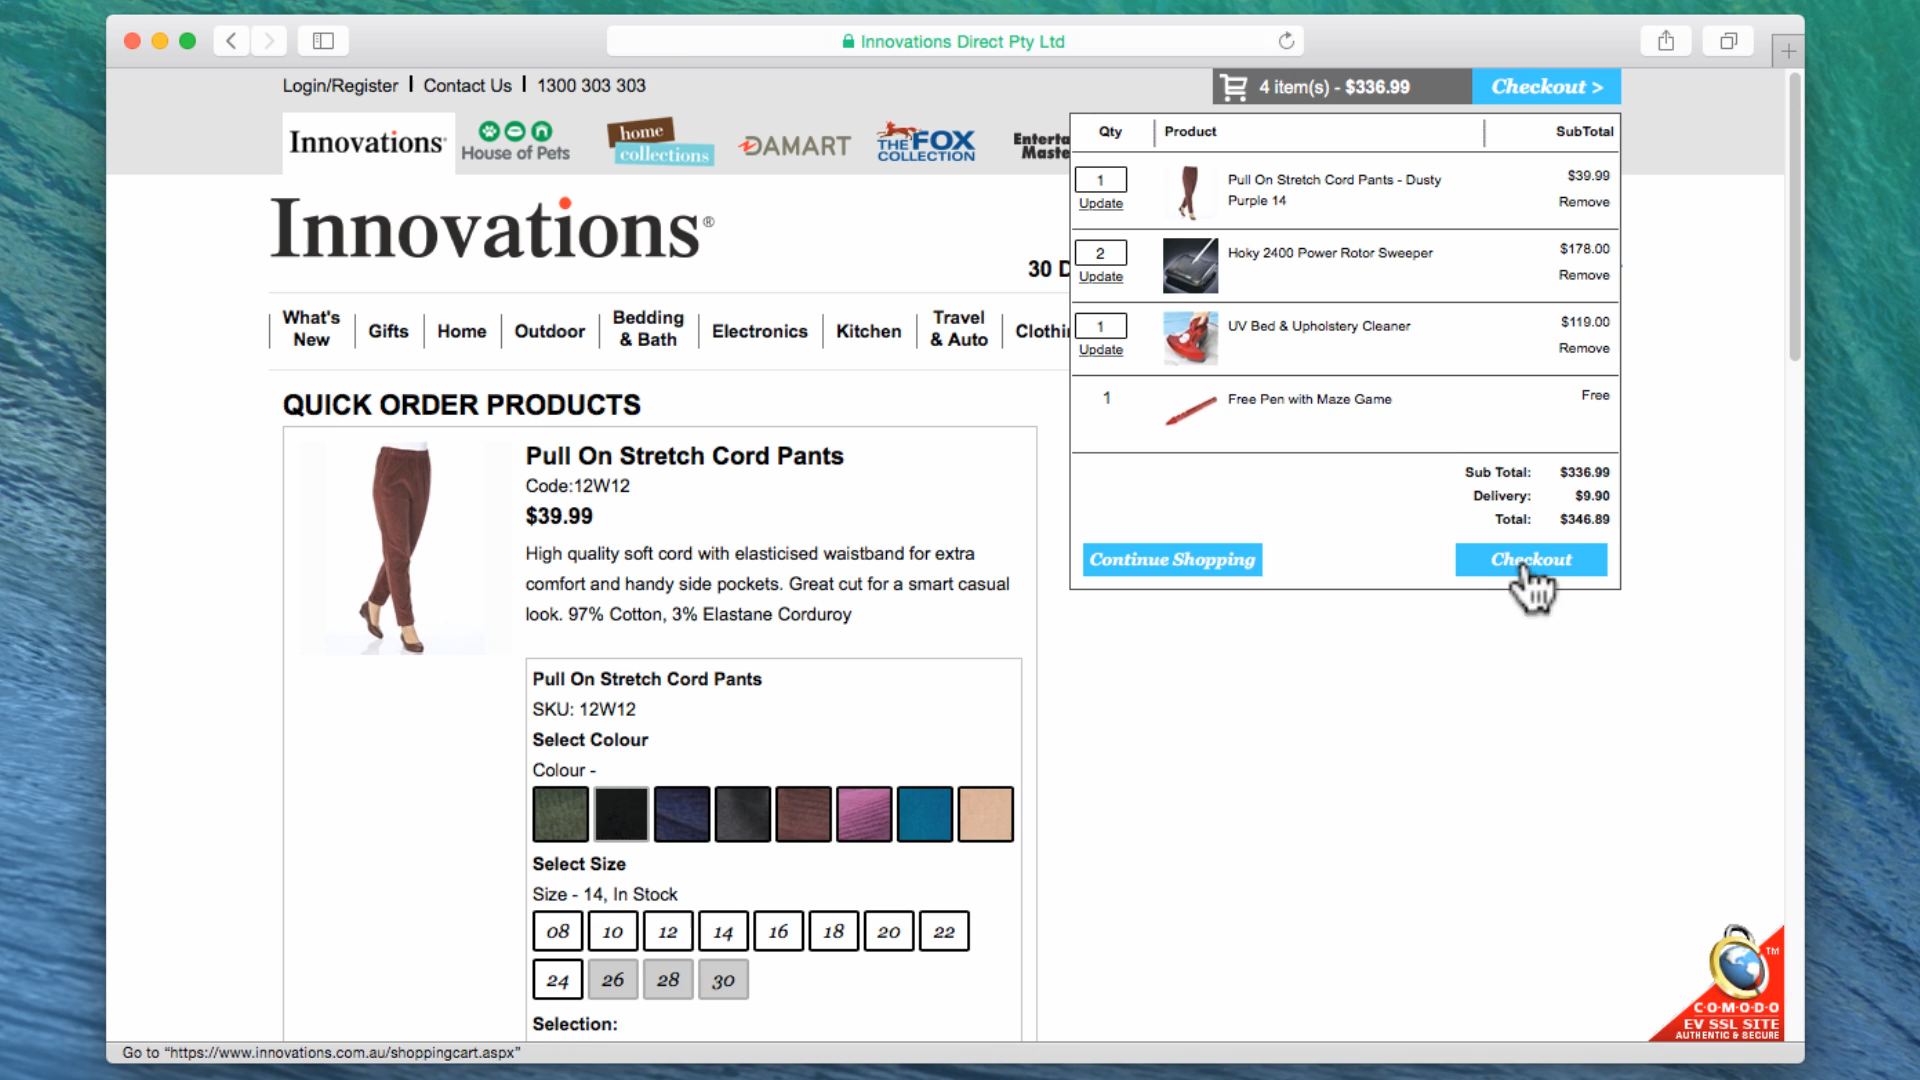 Innovations Direct Pty Ltd
Login/Register | Contact Us | 1300 303 303
4 item(s) - $336.99
Checkout >
Innovations
House of Pets
home collections
DAMART
THE FOX COLLECTION
Enterta
Maste
Innovations®
30 D
What's New
Gifts
Home
Outdoor
Bedding & Bath
Electronics
Kitchen
Travel & Auto
Clothi
Qty Product SubTotal
1 Pull On Stretch Cord Pants - Dusty $39.99
Update Purple 14 Remove
2 Hoky 2400 Power Rotor Sweeper $178.00
Update Remove
1 UV Bed & Upholstery Cleaner $119.00
Update Remove
1 Free Pen with Maze Game Free
Sub Total: $336.99
Delivery: $9.90
Total: $346.89
Continue Shopping Checkout
QUICK ORDER PRODUCTS
Pull On Stretch Cord Pants
Code:12W12
$39.99
High quality soft cord with elasticised waistband for extra
comfort and handy side pockets. Great cut for a smart casual
look. 97% Cotton, 3% Elastane Corduroy
Pull On Stretch Cord Pants
SKU: 12W12
Select Colour
Colour -
Select Size
Size - 14, In Stock
08 10 12 14 16 18 20 22
24 26 28 30
Selection:
TM
C·O·M·O·D·O
EV SSL SITE
AUTHENTIC & SECURE
Go to “https://www.innovations.com.au/shoppingcart.aspx”